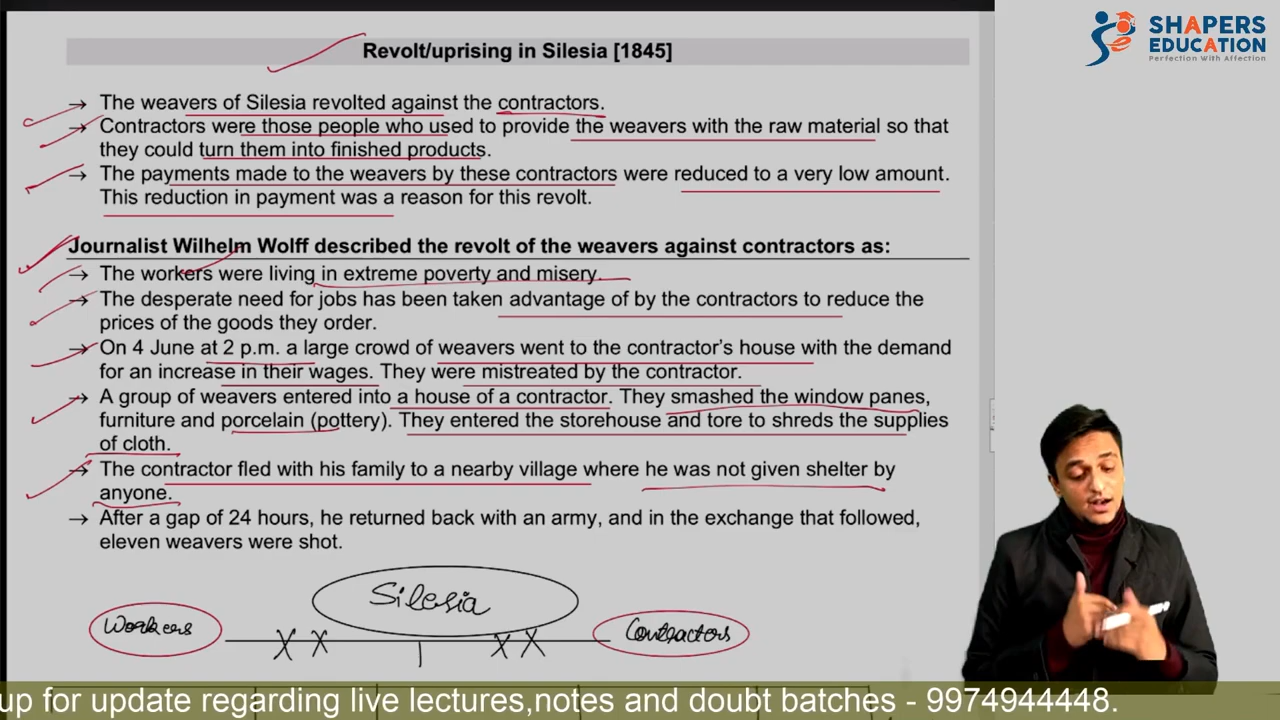 SHAPERS
EDUCATION
Perfection With Affection
Revolt/uprising in Silesia [1845]
→ The weavers of Silesia revolted against the contractors.
→ Contractors were those people who used to provide the weavers with the raw material so that
they could turn them into finished products.
→ The payments made to the weavers by these contractors were reduced to a very low amount.
This reduction in payment was a reason for this revolt.
Journalist Wilhelm Wolff described the revolt of the weavers against contractors as:
→ The workers were living in extreme poverty and misery.
→ The desperate need for jobs has been taken advantage of by the contractors to reduce the
prices of the goods they order.
→ On 4 June at 2 p.m. a large crowd of weavers went to the contractor's house with the demand
for an increase in their wages. They were mistreated by the contractor.
→ A group of weavers entered into a house of a contractor. They smashed the window panes,
furniture and porcelain (pottery). They entered the storehouse and tore to shreds the supplies
of cloth.
→ The contractor fled with his family to a nearby village where he was not given shelter by
anyone.
→ After a gap of 24 hours, he returned back with an army, and in the exchange that followed,
eleven weavers were shot.
Silesia
Workers
Contractors
up for update regarding live lectures,notes and doubt batches - 9974944448.